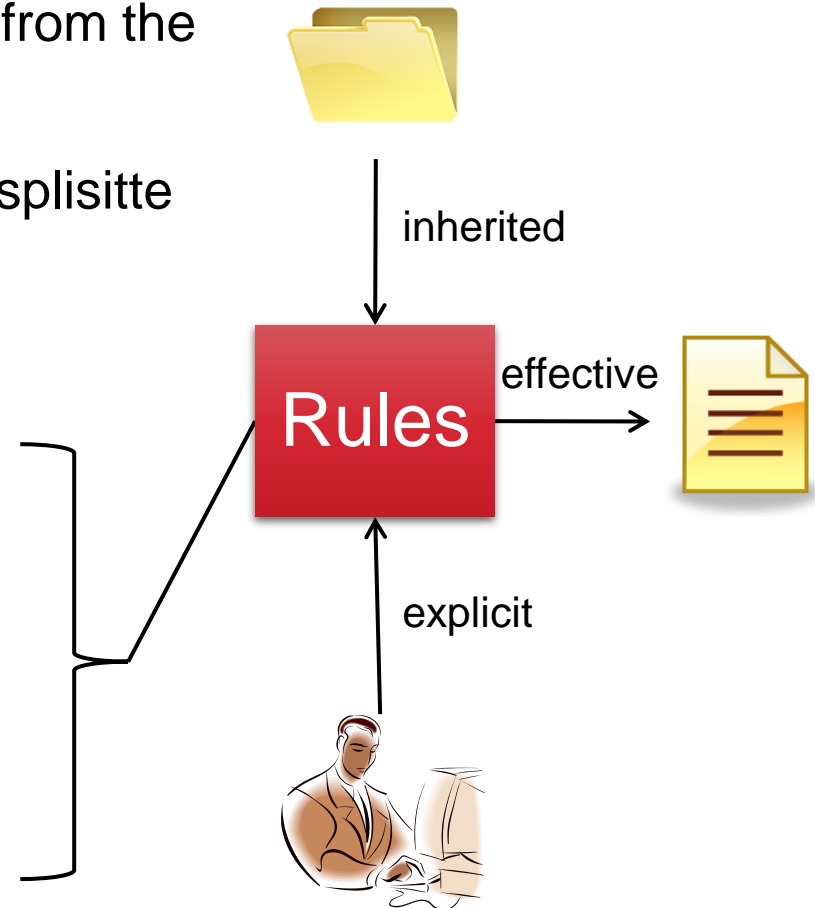 from the
splisitte
inherited
effective
Rules
explicit